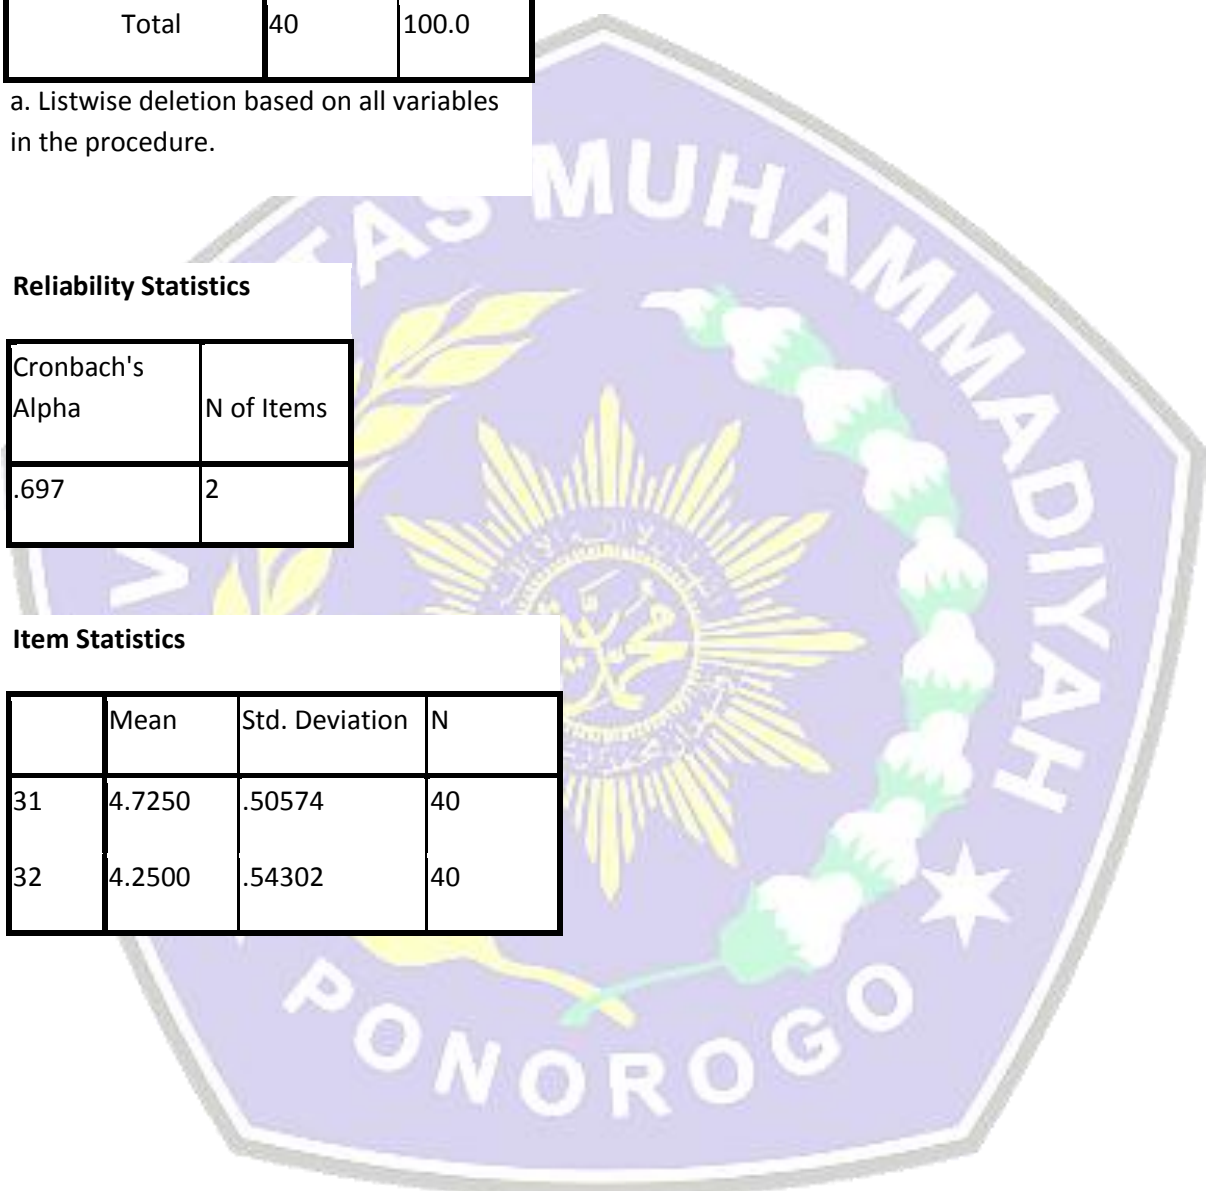 Total 40 100.0
a. Listwise deletion based on all variables
in the procedure.
TAS MUHAMMADIYAH
Reliability Statistics
Cronbach's
Alpha N of Items
.697 2
Item Statistics
Mean Std. Deviation N
31 4.7250 .50574 40
32 4.2500 .54302 40
PONOROGO